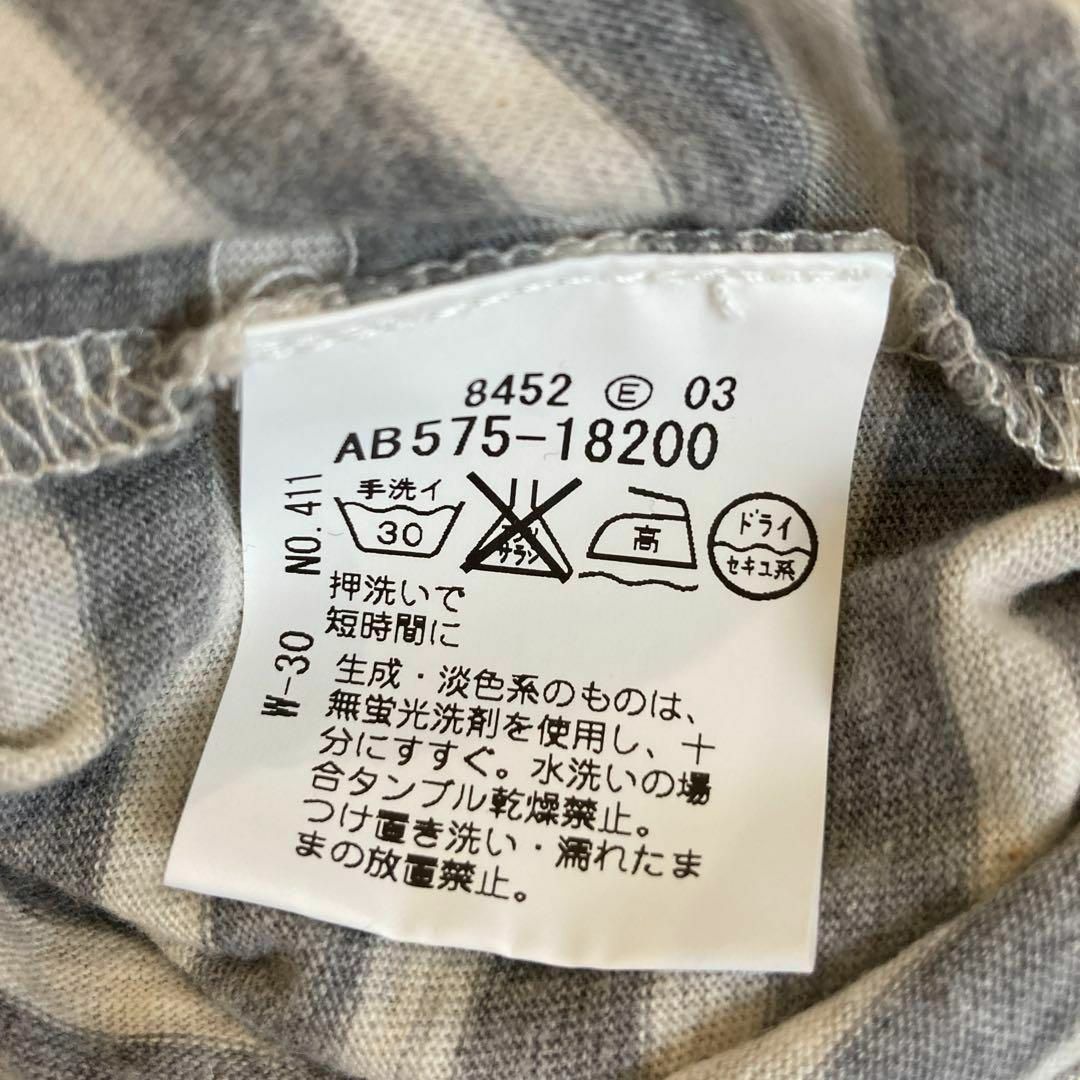 8452 Ⓔ 03
AB575-18200
手洗イ
30
サラシ
高
ドライ
セキユ系
押洗いで
短時間に
生成・淡色系のものは、
無蛍光洗剤を使用し、十
分にすすぐ。水洗いの場
合タンブル乾燥禁止。
つけ置き洗い・濡れたま
まの放置禁止。
W-30 NO.411